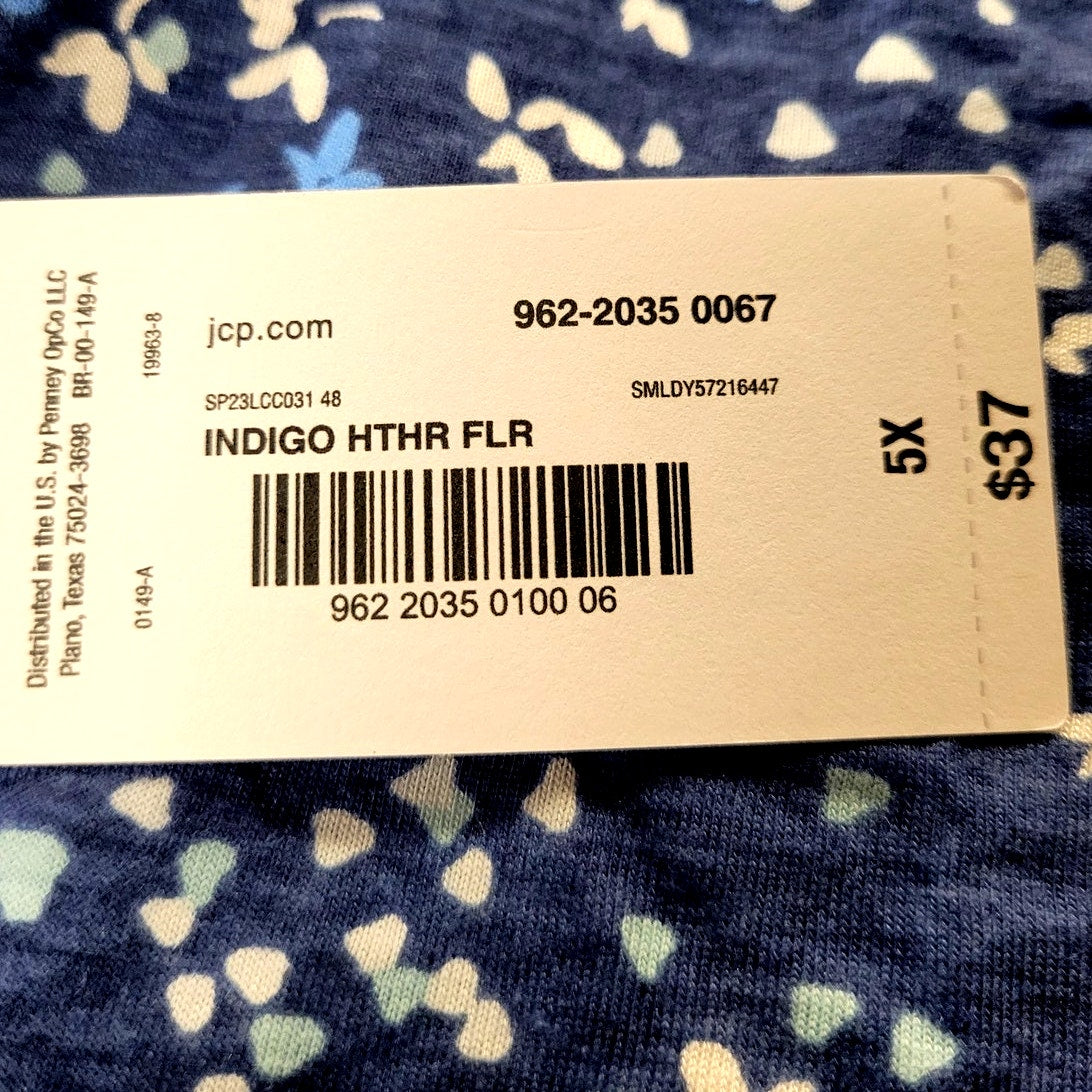 Distributed in the U.S. by Penney OpCo LLC
Plano, Texas 75024-3698 BR-00-149-A
19963-8
0149-A
jcp.com
962-2035 0067
SP23LCC031 48
SMLDY57216447
INDIGO HTHR FLR
962 2035 0100 06
5X
$37